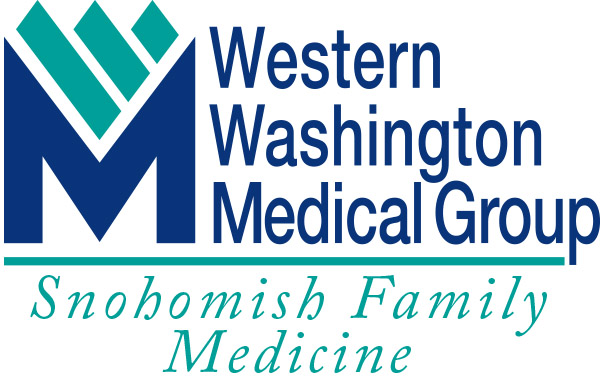 Western
Washington
Medical Group
Snohomish Family
Medicine